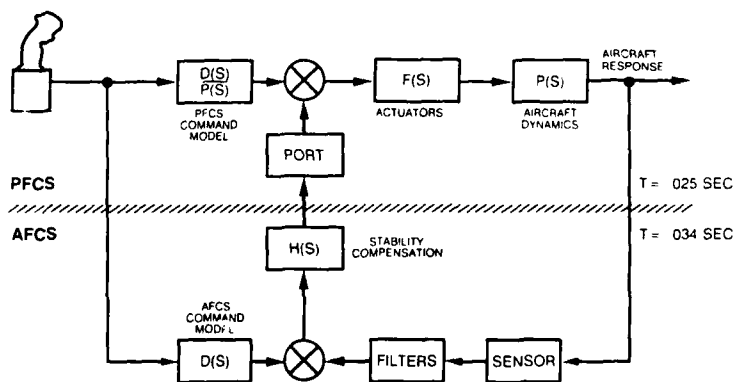 AIRCRAFT
RESPONSE
D(S)
P(S)
F(S)
P(S)
PFCS
COMMAND
MODEL
ACTUATORS
AIRCRAFT
DYNAMICS
PORT
PFCS
T = 025 SEC
AFCS
T = 034 SEC
H(S)
STABILITY
COMPENSATION
AFCS
COMMAND
MODEL
D(S)
FILTERS
SENSOR